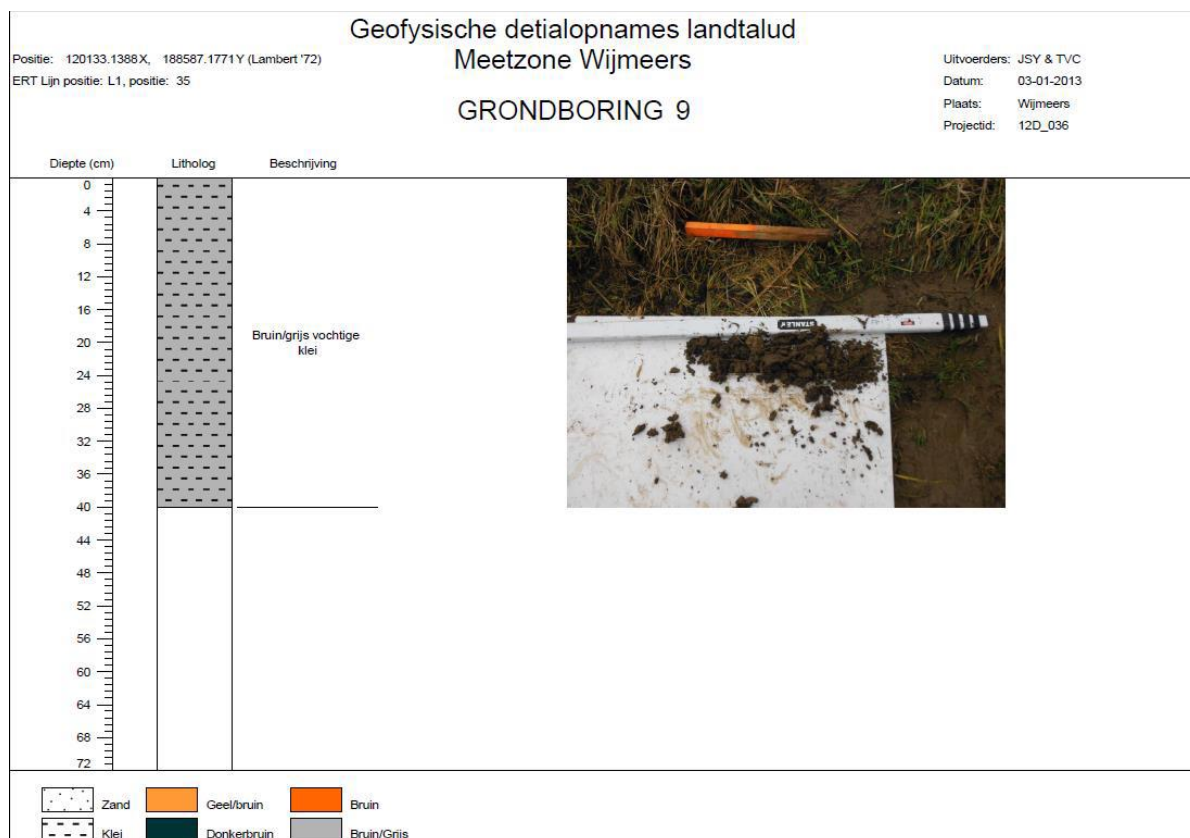 Geofysische detialopnames landtalud
Meetzone Wijmeers
GRONDBORING 9
Positie: 120133.1388X, 188587.1771Y (Lambert '72)
ERT Lijn positie: L1, positie: 35
Uitvoerders: JSY & TVC
Datum: 03-01-2013
Plaats: Wijmeers
Projectid: 12D_036
Diepte (cm) Litholog Beschrijving
0
4
8
12
16
20
24
28
32
36
40
44
48
52
56
60
64
68
72
Bruin/grijs vochtige
klei
STANLEY
Zand Geel/bruin Bruin
Klei Donkerbruin Bruin/Grijs